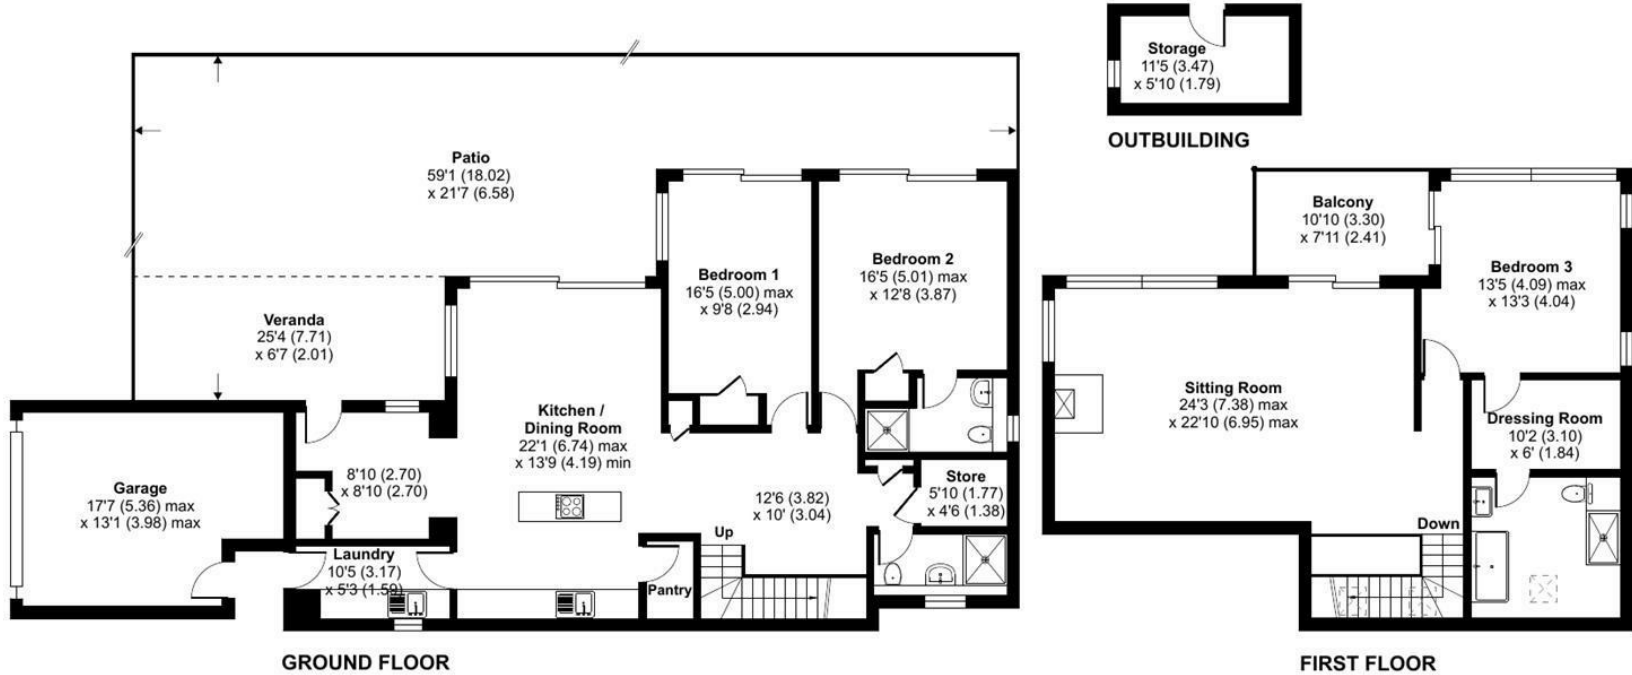 Storage
11'5 (3.47)
x 5'10 (1.79)
OUTBUILDING
Patio
59'1 (18.02)
x 21'7 (6.58)
Veranda
25'4 (7.71)
x 6'7 (2.01)
Bedroom 1
16'5 (5.00) max
x 9'8 (2.94)
Bedroom 2
16'5 (5.01) max
x 12'8 (3.87)
Kitchen /
Dining Room
22'1 (6.74) max
x 13'9 (4.19) min
8'10 (2.70)
x 8'10 (2.70)
Garage
17'7 (5.36) max
x 13'1 (3.98) max
Laundry
10'5 (3.17)
x 5'3 (1.59)
Pantry
Up
12'6 (3.82)
x 10' (3.04)
Store
5'10 (1.77)
x 4'6 (1.38)
GROUND FLOOR
Balcony
10'10 (3.30)
x 7'11 (2.41)
Bedroom 3
13'5 (4.09) max
x 13'3 (4.04)
Sitting Room
24'3 (7.38) max
x 22'10 (6.95) max
Dressing Room
10'2 (3.10)
x 6' (1.84)
Down
FIRST FLOOR